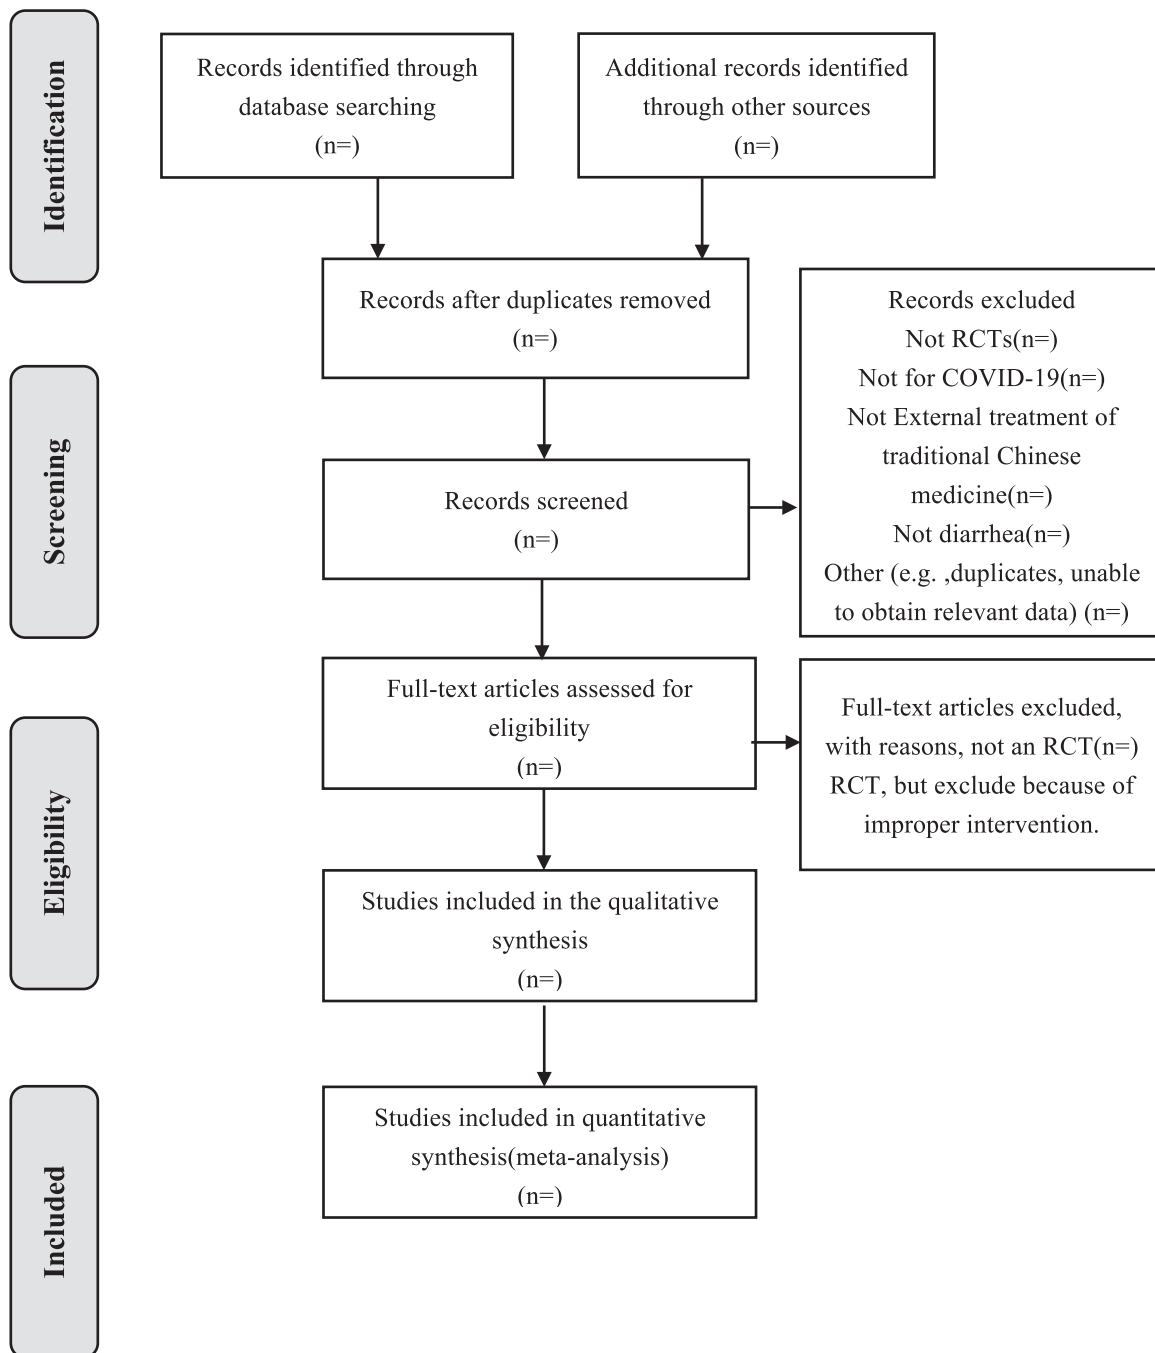 Identification
Records identified through
database searching
(n=)
Additional records identified
through other sources
(n=)
Records after duplicates removed
(n=)
Screening
Records screened
(n=)
Records excluded
Not RCTs(n=)
Not for COVID-19(n=)
Not External treatment of
traditional Chinese
medicine(n=)
Not diarrhea(n=)
Other (e.g. ,duplicates, unable
to obtain relevant data) (n=)
Eligibility
Full-text articles assessed for
eligibility
(n=)
Full-text articles excluded,
with reasons, not an RCT(n=)
RCT, but exclude because of
improper intervention.
Studies included in the qualitative
synthesis
(n=)
Included
Studies included in quantitative
synthesis(meta-analysis)
(n=)